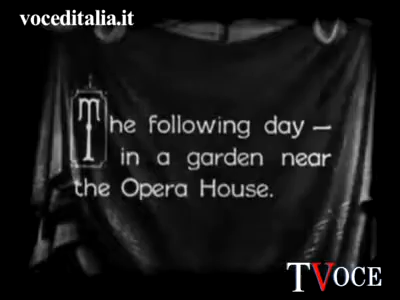 voceditalia.it
The following day —
in a garden near
the Opera House.
TVOCE